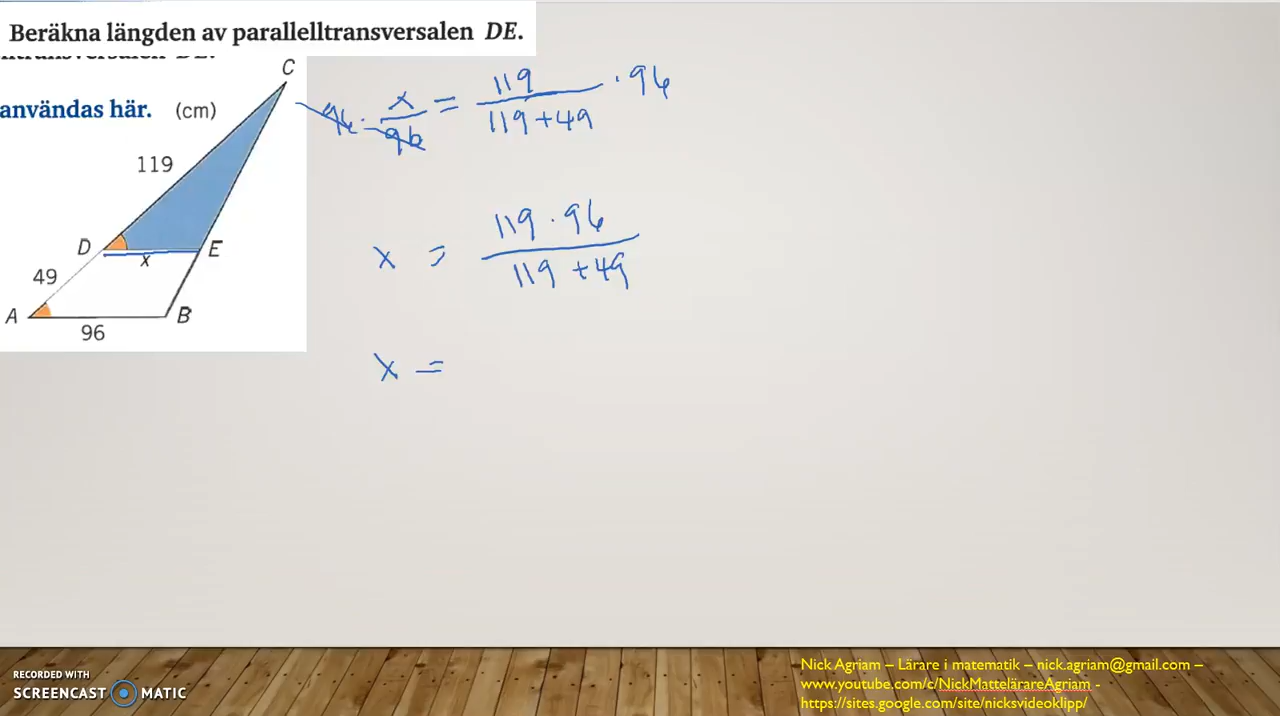 Beräkna längden av parallelltransversalen DE.
användas här. (cm)
C
119
D
E
x
49
A
B
96
96 · x/96 = 119/(119+49) · 96
x = 119 · 96/(119 + 49)
x =
RECORDED WITH
SCREENCAST MATIC
Nick Agriam – Lärare i matematik – nick.agriam@gmail.com –
www.youtube.com/c/NickMattelärareAgriam -
https://sites.google.com/site/nicksvideoklipp/